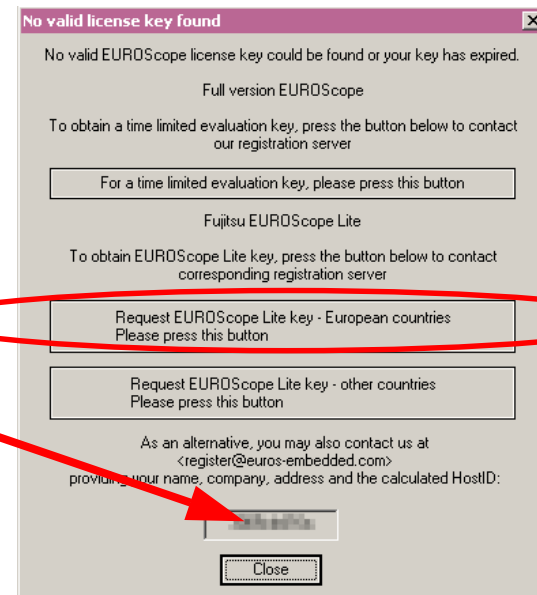 No valid license key found
No valid EUROScope license key could be found or your key has expired.
Full version EUROScope
To obtain a time limited evaluation key, press the button below to contact
our registration server
For a time limited evaluation key, please press this button
Fujitsu EUROScope Lite
To obtain EUROScope Lite key, press the button below to contact
corresponding registration server
Request EUROScope Lite key - European countries
Please press this button
Request EUROScope Lite key - other countries
Please press this button
As an alternative, you may also contact us at
<register@euros-embedded.com>
providing your name, company, address and the calculated HostID:
Close